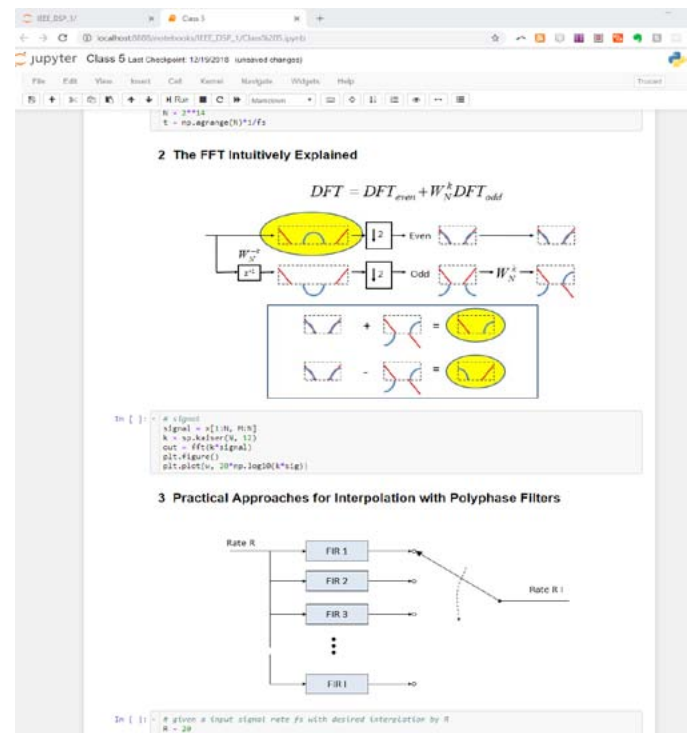 IEEE_DSP_1/
Class 5
localhost:8888/notebooks/IEEE_DSP_1/Class%205.ipynb
jupyter Class 5 Last Checkpoint: 12/19/2018 (unsaved changes)
File Edit View Insert Cell Kernel Navigate Widgets Help Trusted
Run Markdown
N = 2**14
t = np.agrange(N)*1/fs
2 The FFT Intuitively Explained
DFT = DFT_even + W_N^k DFT_odd
↓2 Even
W_N^-k
z^-1 ↓2 Odd W_N^k
+ =
- =
In [ ]: # signal
signal = x[1:N, M:N]
k = sp.kaiser(N, 12)
out = fft(k*signal)
plt.figure()
plt.plot(w, 20*np.log10(k*sig))
3 Practical Approaches for Interpolation with Polyphase Filters
Rate R
FIR 1
FIR 2
FIR 3
Rate R I
FIR I
In [ ]: # given a input signal rate fs with desired interplation by R
R = 20